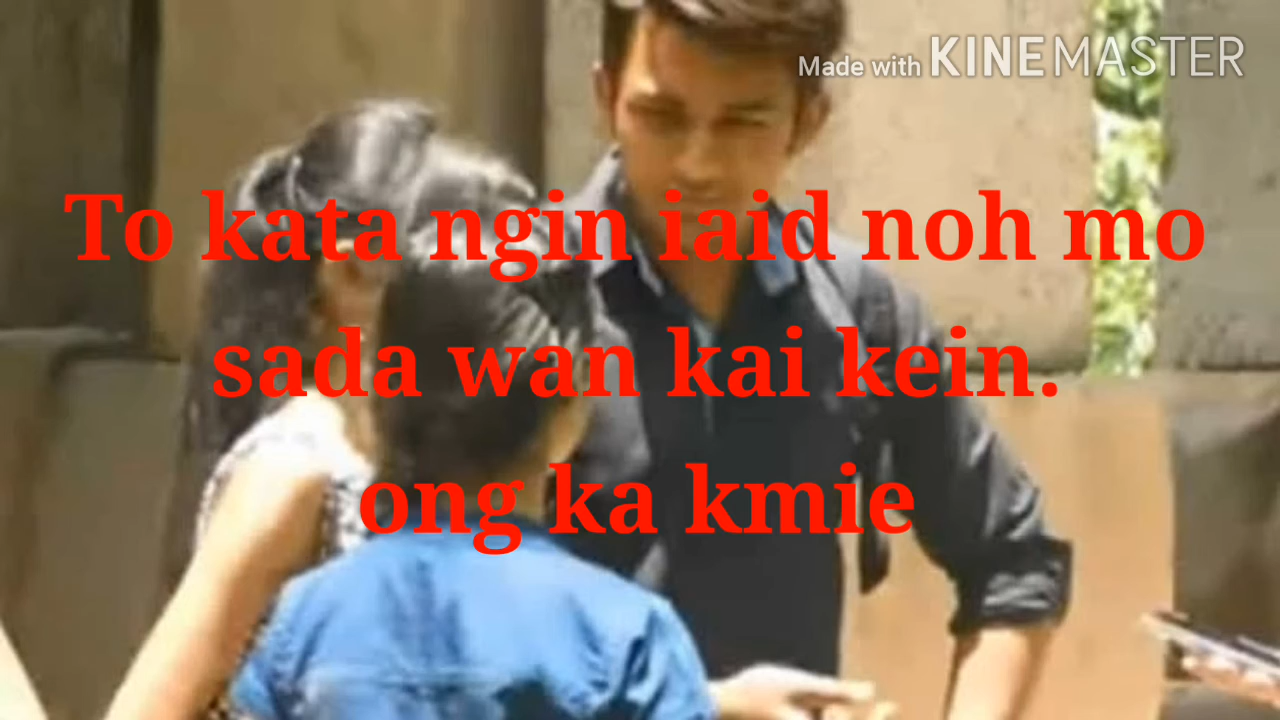 Made with KINEMASTER
To kata ngin iaid noh mo
sada wan kai kein.
ong ka kmie